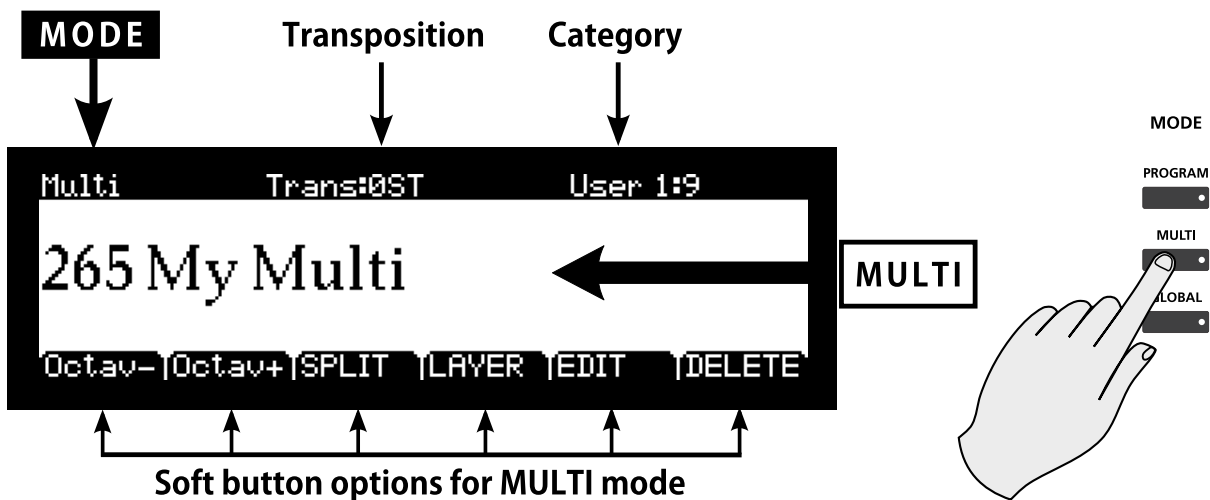 MODE
Transposition
Category
Multi
Trans:0ST
User 1:9
265 My Multi
MULTI
Octav-
Octav+
SPLIT
LAYER
EDIT
DELETE
Soft button options for MULTI mode
MODE
PROGRAM
MULTI